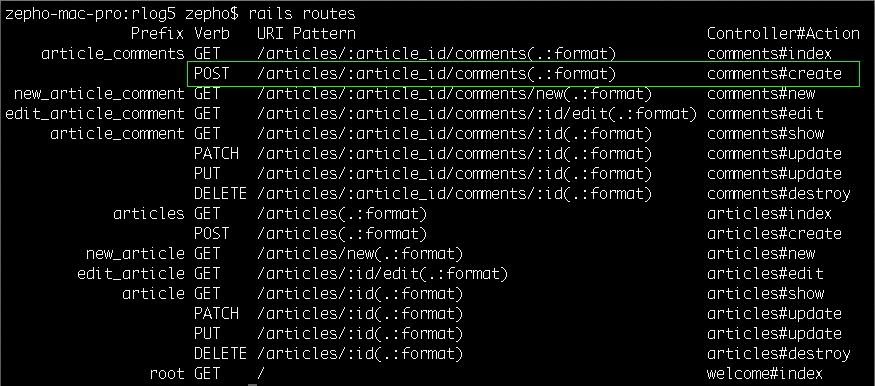 zepho-mac-pro:rlog5 zepho$ rails routes
Prefix Verb URI Pattern Controller#Action
article_comments GET /articles/:article_id/comments(.:format) comments#index
POST /articles/:article_id/comments(.:format) comments#create
new_article_comment GET /articles/:article_id/comments/new(.:format) comments#new
edit_article_comment GET /articles/:article_id/comments/:id/edit(.:format) comments#edit
article_comment GET /articles/:article_id/comments/:id(.:format) comments#show
PATCH /articles/:article_id/comments/:id(.:format) comments#update
PUT /articles/:article_id/comments/:id(.:format) comments#update
DELETE /articles/:article_id/comments/:id(.:format) comments#destroy
articles GET /articles(.:format) articles#index
POST /articles(.:format) articles#create
new_article GET /articles/new(.:format) articles#new
edit_article GET /articles/:id/edit(.:format) articles#edit
article GET /articles/:id(.:format) articles#show
PATCH /articles/:id(.:format) articles#update
PUT /articles/:id(.:format) articles#update
DELETE /articles/:id(.:format) articles#destroy
root GET / welcome#index